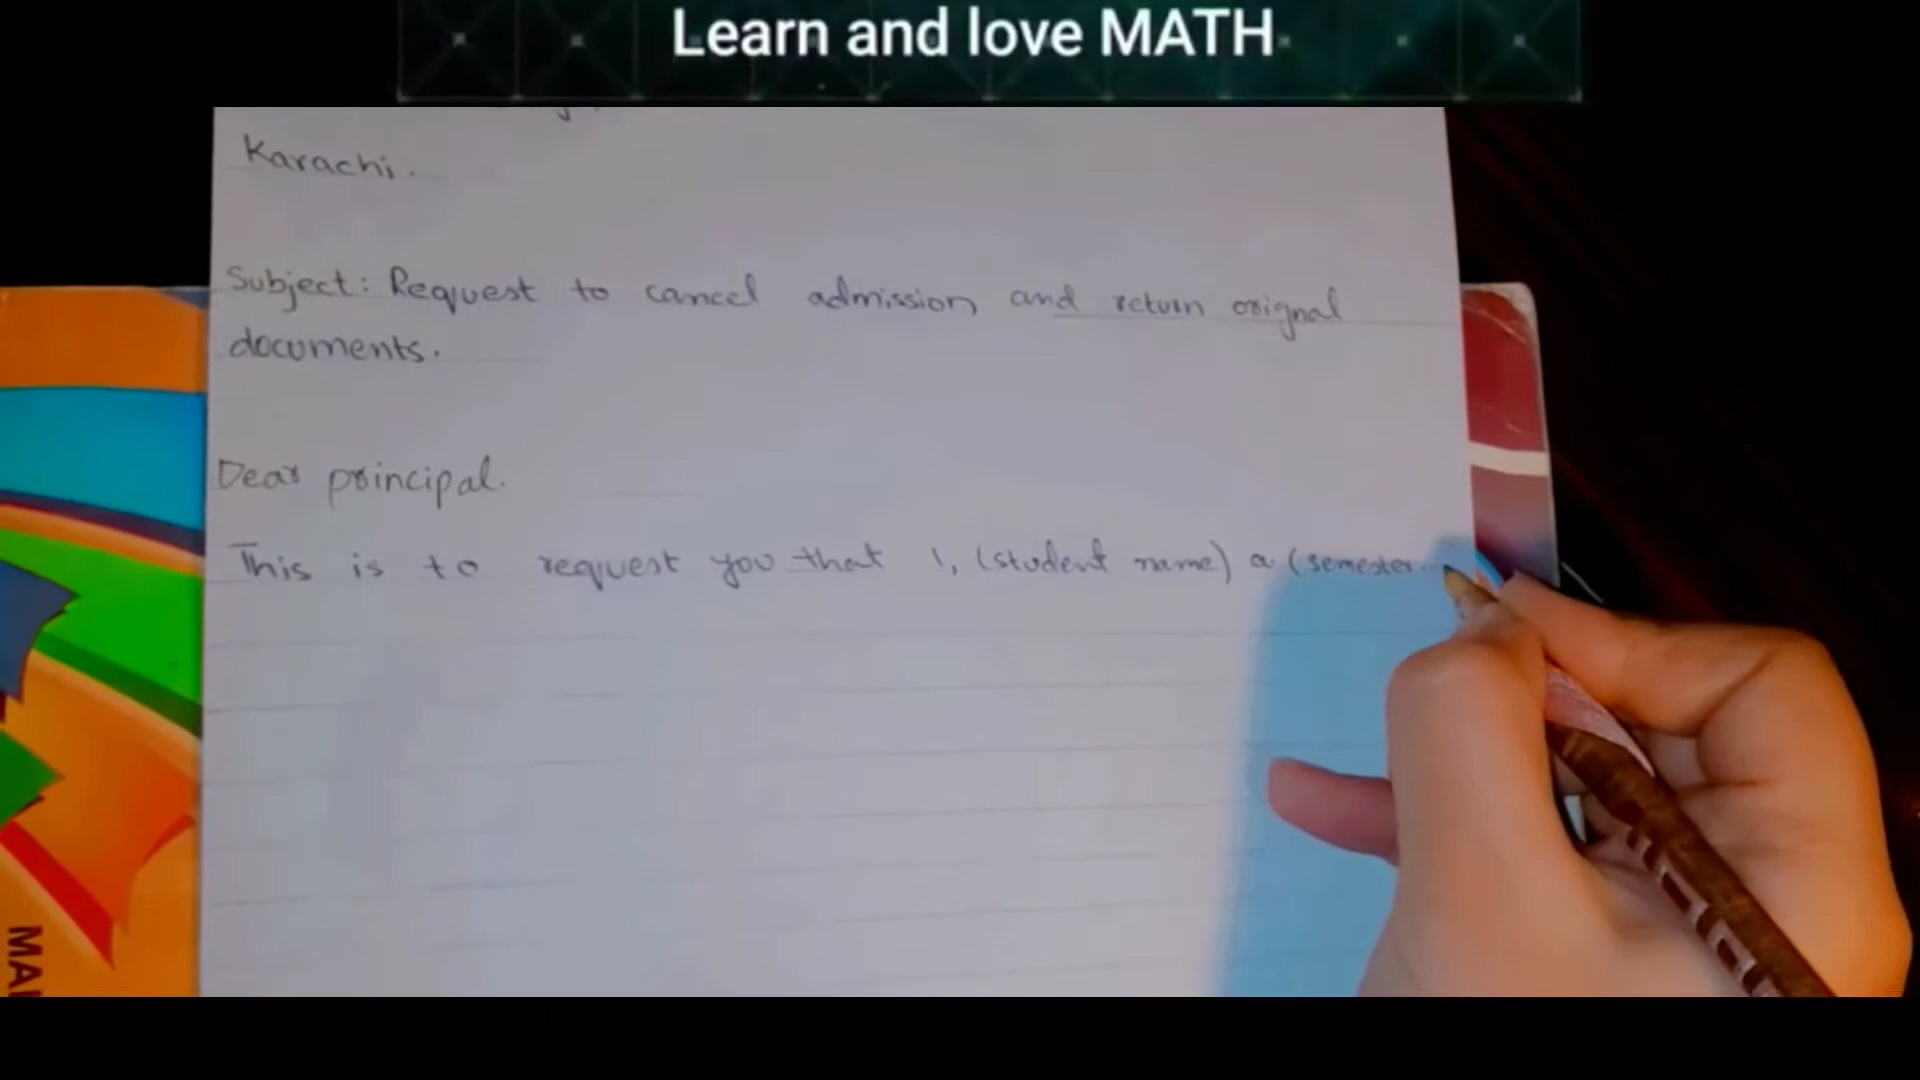 Learn and love MATH
Karachi.
Subject: Request to cancel admission and return orignal
documents.
Dear principal.
This is to request you that I, (student name) a (semester..
MA